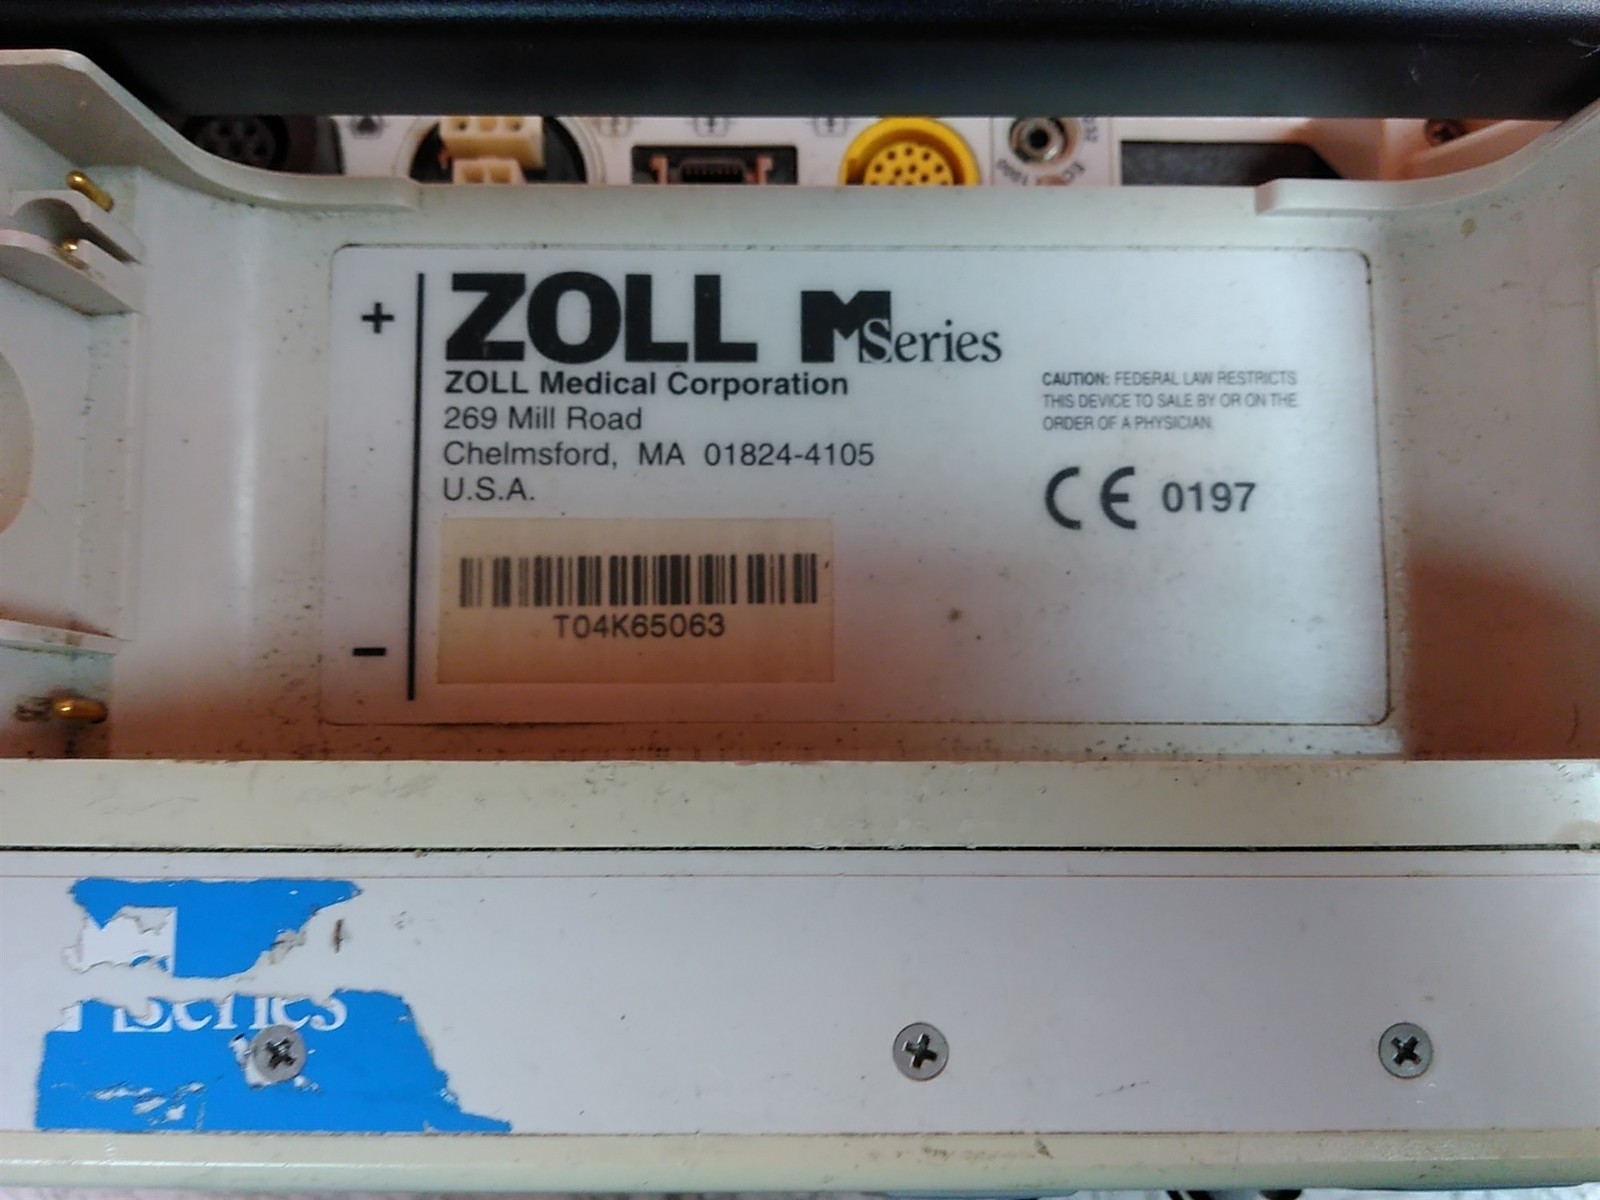 +
ZOLL M Series
ZOLL Medical Corporation
269 Mill Road
Chelmsford, MA 01824-4105
U.S.A.
CAUTION: FEDERAL LAW RESTRICTS
THIS DEVICE TO SALE BY OR ON THE
ORDER OF A PHYSICIAN.
CE 0197
T04K65063
−
Series